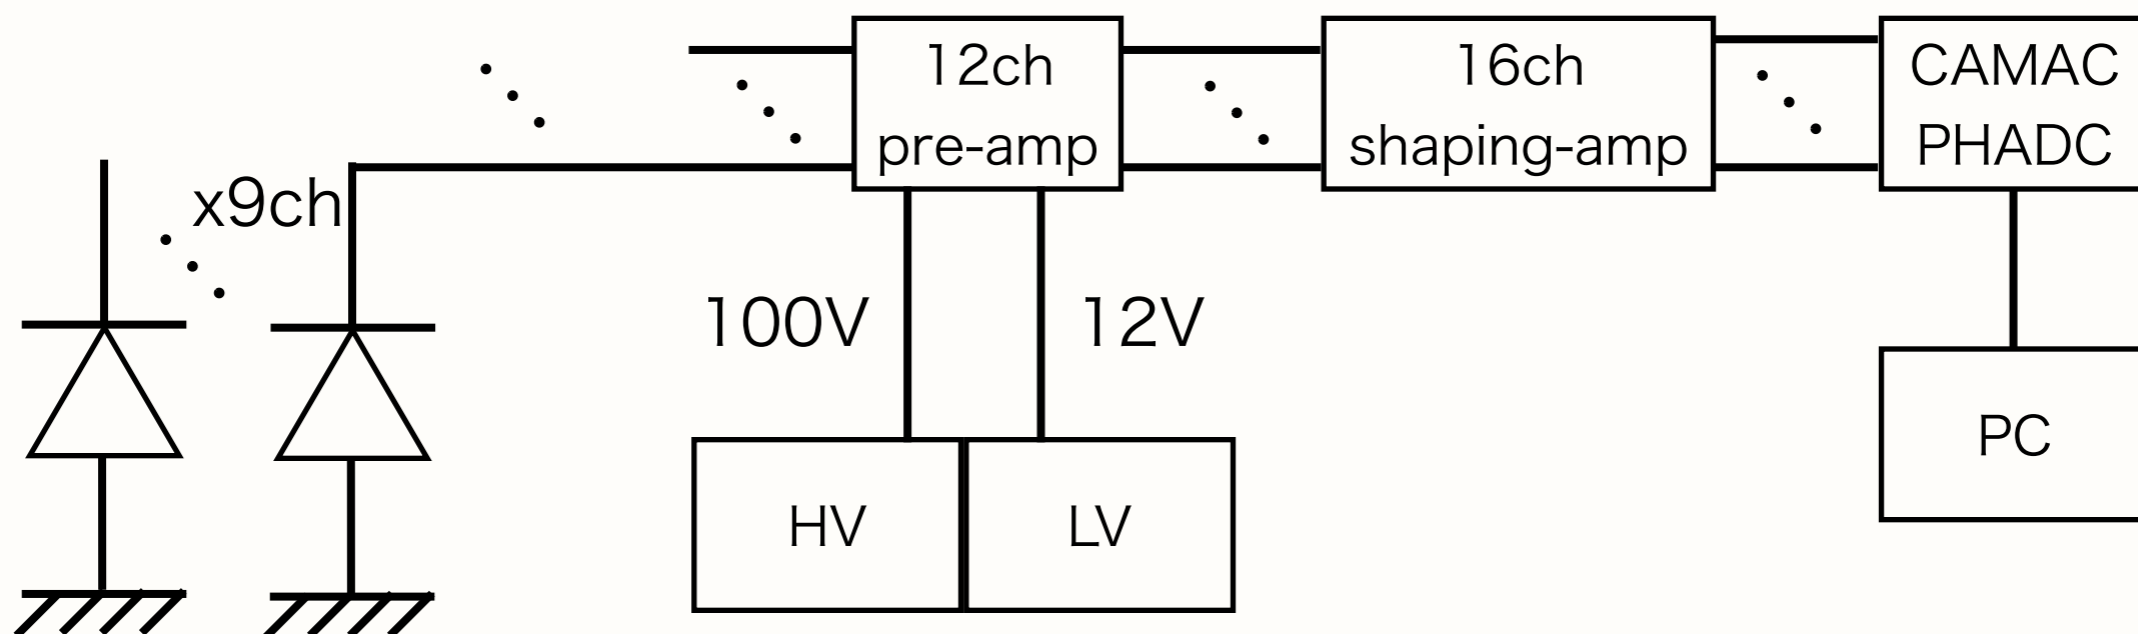 12ch
pre-amp
16ch
shaping-amp
CAMAC
PHADC
x9ch
100V
12V
HV
LV
PC